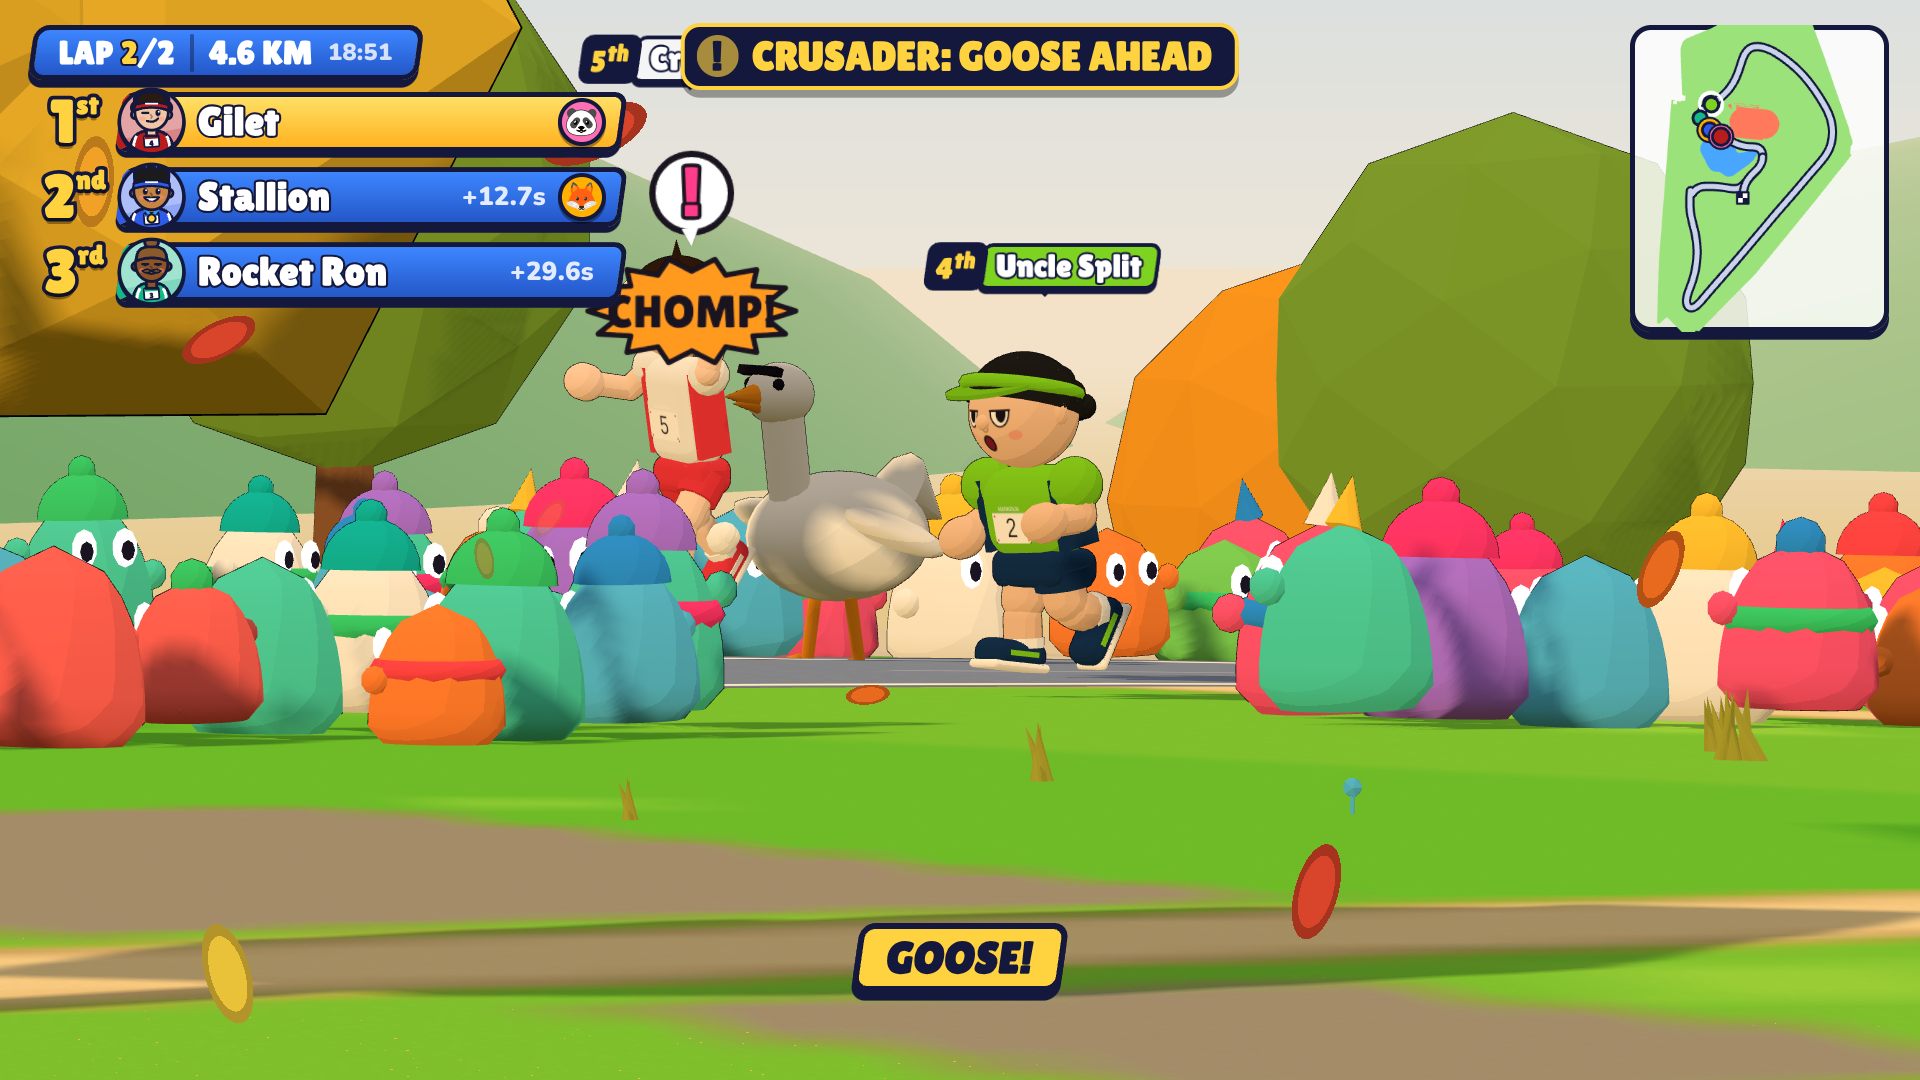 LAP 2/2 4.6 KM 18:51
5th Cr
! CRUSADER: GOOSE AHEAD
1st Gilet
2nd Stallion +12.7s
3rd Rocket Ron +29.6s
!
4th Uncle Split
CHOMP!
5
2
GOOSE!